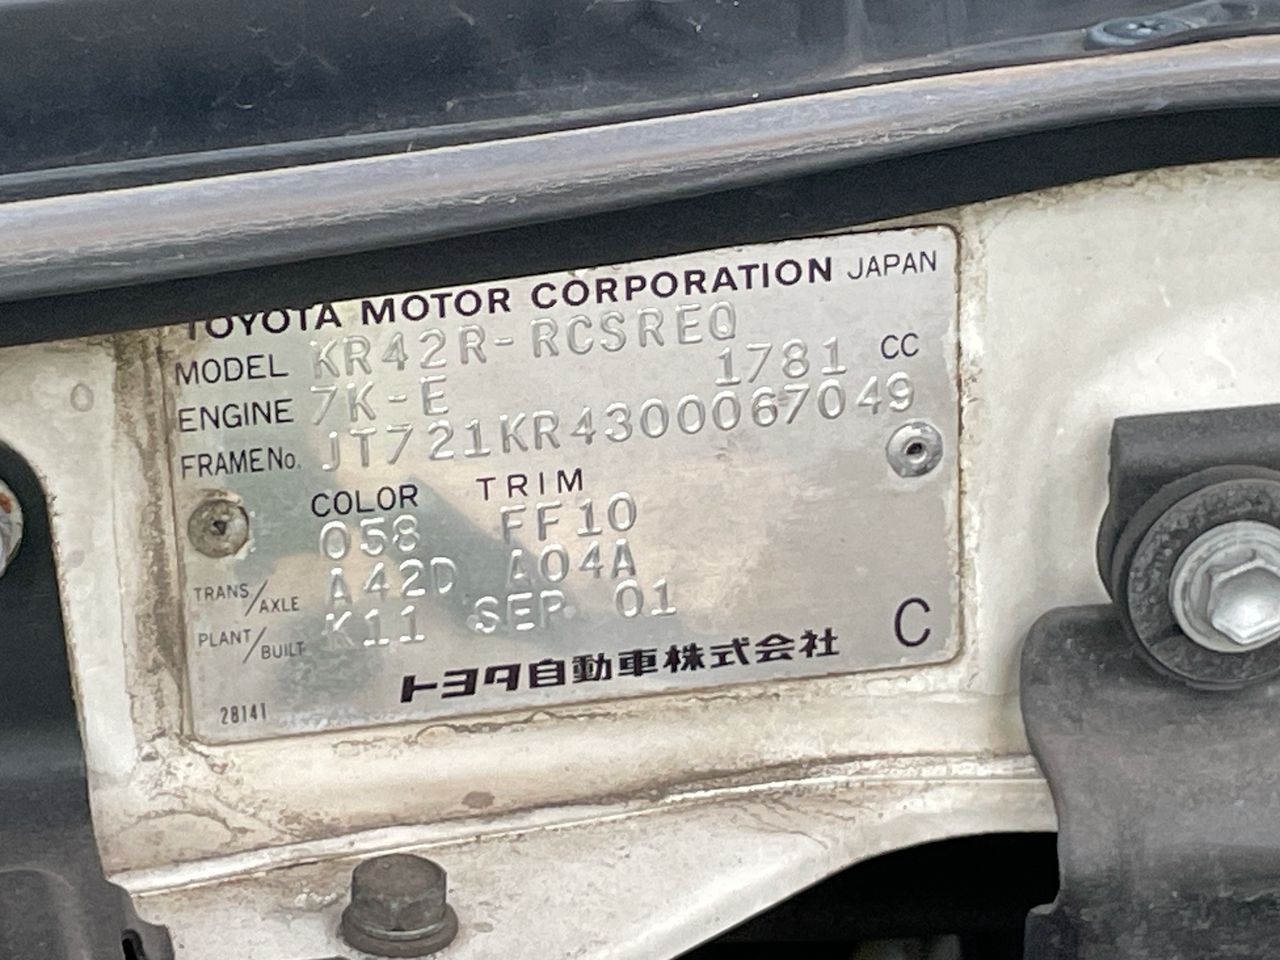 TOYOTA MOTOR CORPORATION JAPAN
MODEL KR42R-RCSREQ
ENGINE 7K-E 1781 CC
FRAME No. JT721KR4300067049
COLOR TRIM
058 FF10
TRANS/AXLE A42D A04A
PLANT/BUILT K11 SEP. 01
C
トヨタ自動車株式会社
28141